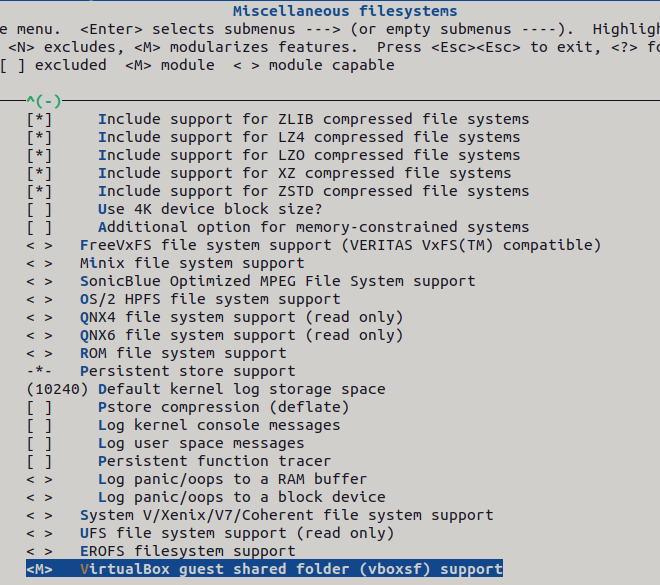 Miscellaneous filesystems
e menu. <Enter> selects submenus ---> (or empty submenus ----). Highligh
<N> excludes, <M> modularizes features. Press <Esc><Esc> to exit, <?> fo
[ ] excluded <M> module < > module capable
^(-)
[*] Include support for ZLIB compressed file systems
[*] Include support for LZ4 compressed file systems
[*] Include support for LZO compressed file systems
[*] Include support for XZ compressed file systems
[*] Include support for ZSTD compressed file systems
[ ] Use 4K device block size?
[ ] Additional option for memory-constrained systems
< > FreeVxFS file system support (VERITAS VxFS(TM) compatible)
< > Minix file system support
< > SonicBlue Optimized MPEG File System support
< > OS/2 HPFS file system support
< > QNX4 file system support (read only)
< > QNX6 file system support (read only)
< > ROM file system support
-*- Persistent store support
(10240) Default kernel log storage space
[ ] Pstore compression (deflate)
[ ] Log kernel console messages
[ ] Log user space messages
[ ] Persistent function tracer
< > Log panic/oops to a RAM buffer
< > Log panic/oops to a block device
< > System V/Xenix/V7/Coherent file system support
< > UFS file system support (read only)
< > EROFS filesystem support
<M> VirtualBox guest shared folder (vboxsf) support